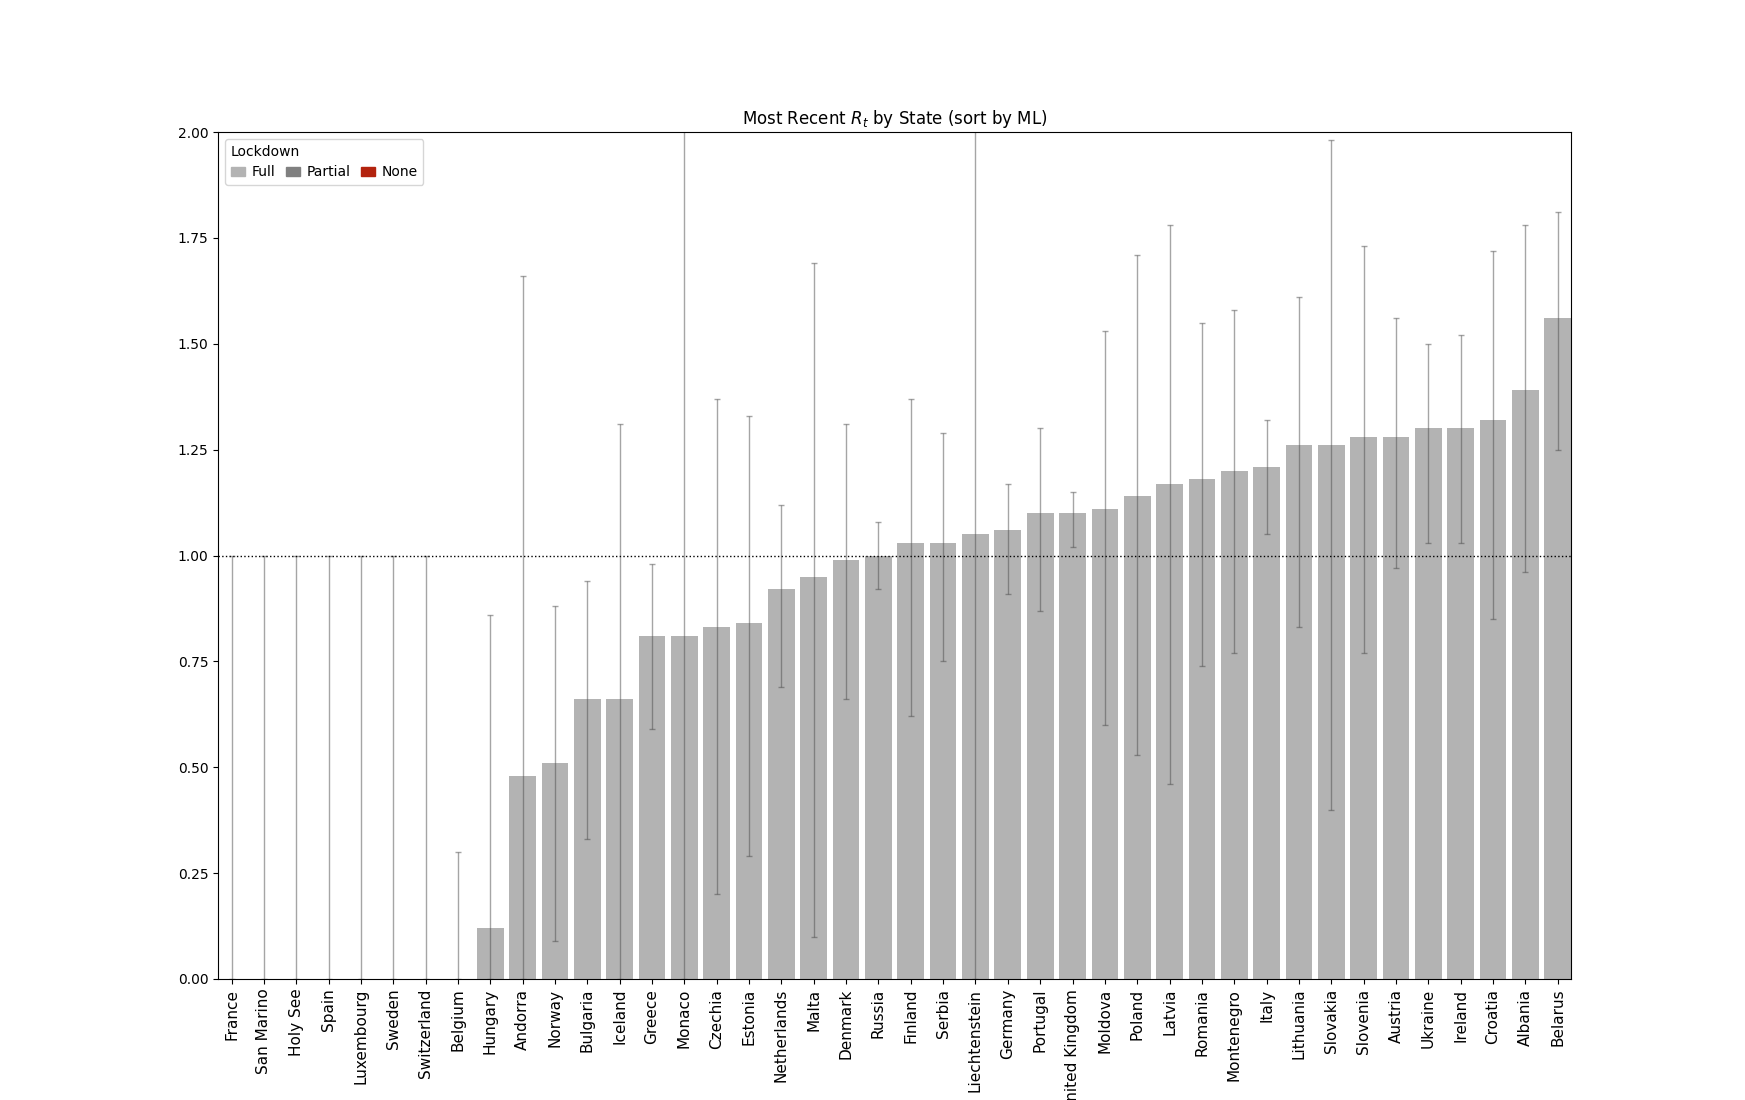 Most Recent Rt by State (sort by ML)
Lockdown
Full Partial None
2.00
1.75
1.50
1.25
1.00
0.75
0.50
0.25
0.00
France
San Marino
Holy See
Spain
Luxembourg
Sweden
Switzerland
Belgium
Hungary
Andorra
Norway
Bulgaria
Iceland
Greece
Monaco
Czechia
Estonia
Netherlands
Malta
Denmark
Russia
Finland
Serbia
Liechtenstein
Germany
Portugal
nited Kingdom
Moldova
Poland
Latvia
Romania
Montenegro
Italy
Lithuania
Slovakia
Slovenia
Austria
Ukraine
Ireland
Croatia
Albania
Belarus